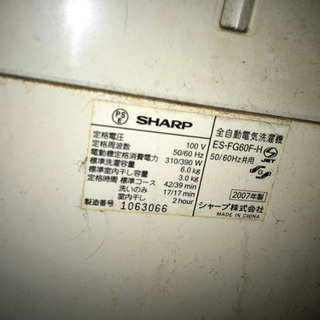 PS
E
SHARP
全自動電気洗濯機
ES-FG60F-H
50/60Hz共用
JET
定格電圧 100 V
定格周波数 50/60 Hz
電動機定格消費電力 310/390 W
標準洗濯容量 6.0 kg
標準室内干し容量 3.0 kg
定格時間 標準コース 42/39 min
洗いのみ 17/17 min
室内干し 2 hour
製造番号 1063066
2007年製
シャープ株式会社
MADE IN CHINA